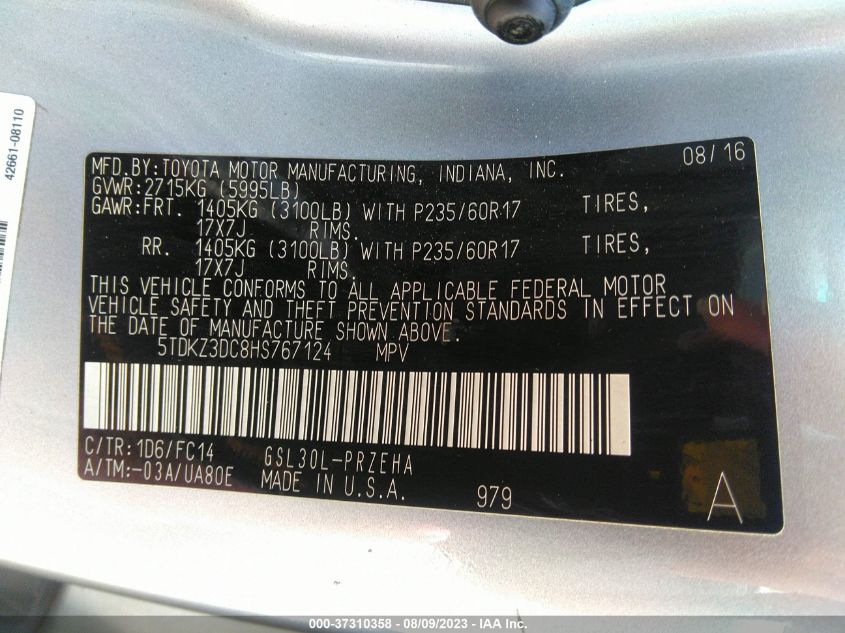 42661-08110
MFD.BY:TOYOTA MOTOR MANUFACTURING, INDIANA, INC. 08/16
GVWR:2715KG (5995LB)
GAWR:FRT. 1405KG (3100LB) WITH P235/60R17 TIRES,
17X7J RIMS.
RR. 1405KG (3100LB) WITH P235/60R17 TIRES,
17X7J RIMS.
THIS VEHICLE CONFORMS TO ALL APPLICABLE FEDERAL MOTOR
VEHICLE SAFETY AND THEFT PREVENTION STANDARDS IN EFFECT ON
THE DATE OF MANUFACTURE SHOWN ABOVE.
5TDKZ3DC8HS767124 MPV
C/TR:1D6/FC14 GSL30L-PRZEHA
A/TM:-03A/UA80E MADE IN U.S.A. 979 A
000-37310358 - 08/09/2023 - IAA Inc.